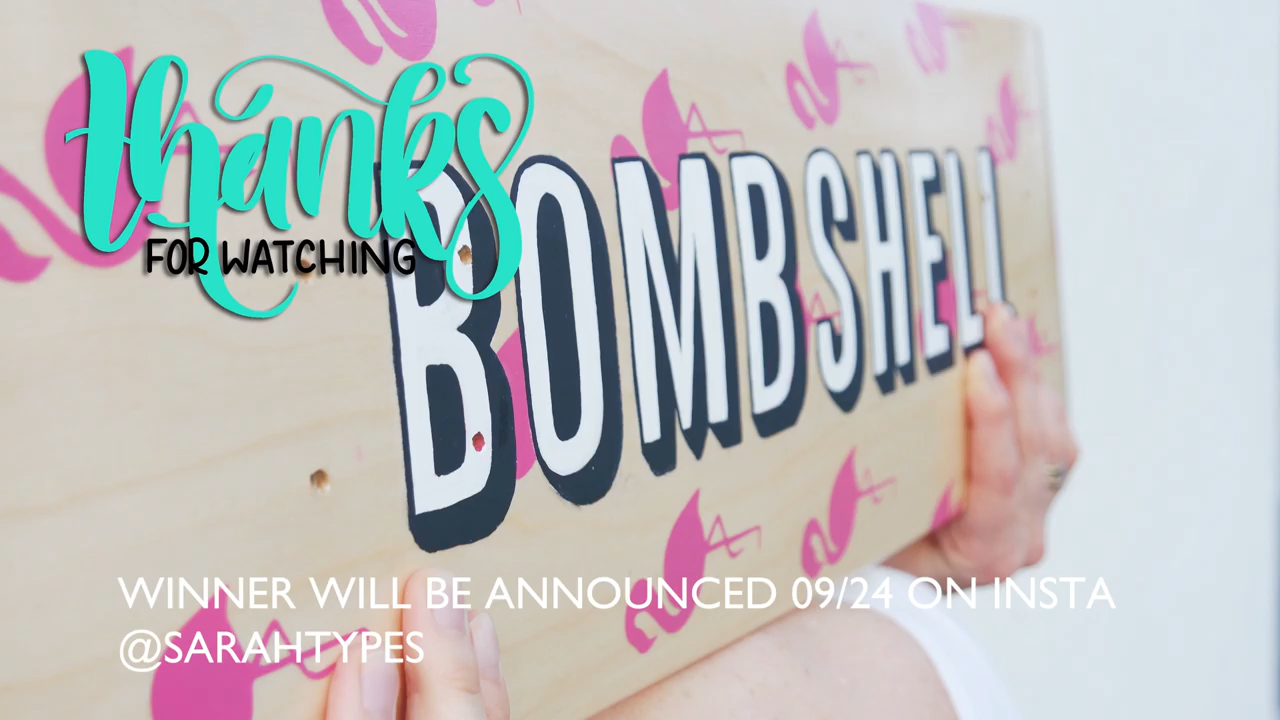 thanks
FOR WATCHING
BOMBSHELL
WINNER WILL BE ANNOUNCED 09/24 ON INSTA
@SARAHTYPES